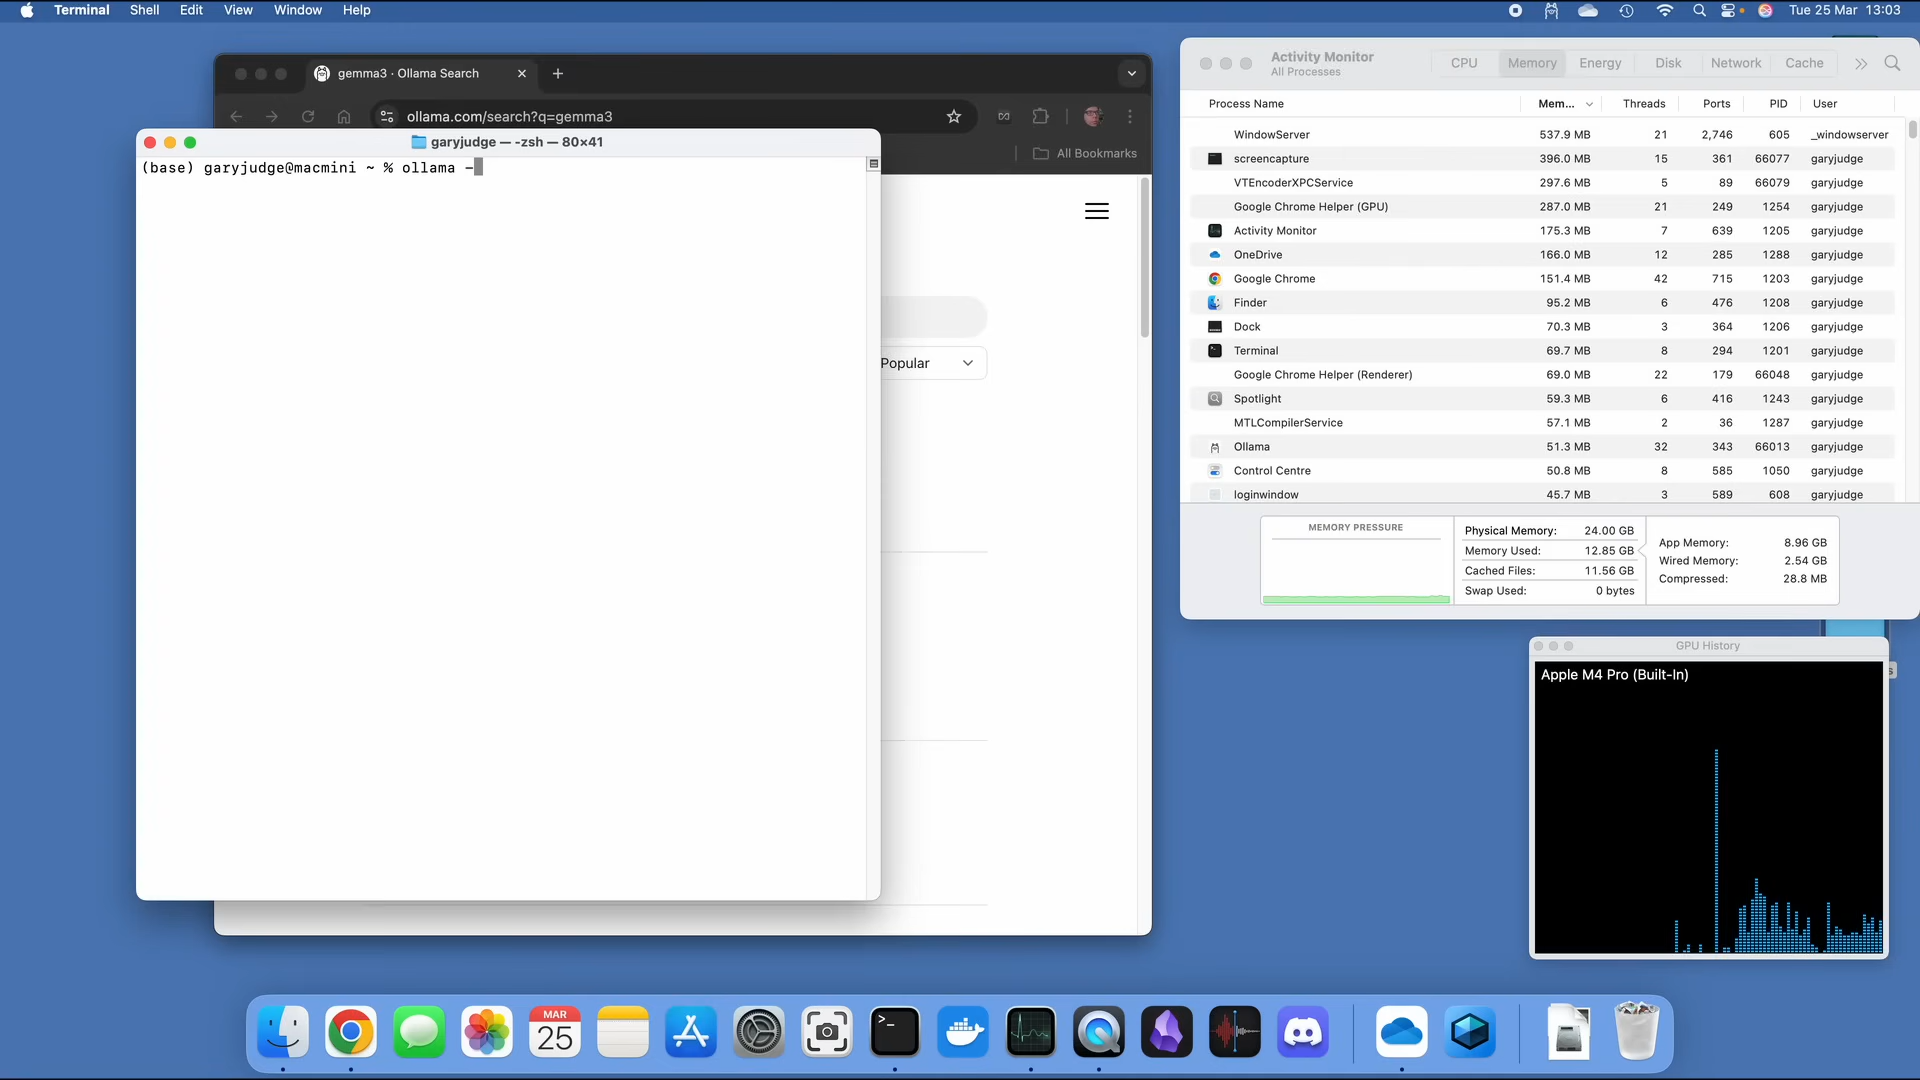 Terminal Shell Edit View Window Help Tue 25 Mar 13:03
gemma3 · Ollama Search
ollama.com/search?q=gemma3
All Bookmarks
Popular
garyjudge — -zsh — 80×41
(base) garyjudge@macmini ~ % ollama -
Activity Monitor
All Processes
CPU Memory Energy Disk Network Cache
Process Name Mem... Threads Ports PID User
WindowServer 537.9 MB 21 2,746 605 _windowserver
screencapture 396.0 MB 15 361 66077 garyjudge
VTEncoderXPCService 297.6 MB 5 89 66079 garyjudge
Google Chrome Helper (GPU) 287.0 MB 21 249 1254 garyjudge
Activity Monitor 175.3 MB 7 639 1205 garyjudge
OneDrive 166.0 MB 12 285 1288 garyjudge
Google Chrome 151.4 MB 42 715 1203 garyjudge
Finder 95.2 MB 6 476 1208 garyjudge
Dock 70.3 MB 3 364 1206 garyjudge
Terminal 69.7 MB 8 294 1201 garyjudge
Google Chrome Helper (Renderer) 69.0 MB 22 179 66048 garyjudge
Spotlight 59.3 MB 6 416 1243 garyjudge
MTLCompilerService 57.1 MB 2 36 1287 garyjudge
Ollama 51.3 MB 32 343 66013 garyjudge
Control Centre 50.8 MB 8 585 1050 garyjudge
loginwindow 45.7 MB 3 589 608 garyjudge
MEMORY PRESSURE
Physical Memory: 24.00 GB
Memory Used: 12.85 GB
Cached Files: 11.56 GB
Swap Used: 0 bytes
App Memory: 8.96 GB
Wired Memory: 2.54 GB
Compressed: 28.8 MB
GPU History
Apple M4 Pro (Built-In)
s
MAR
25